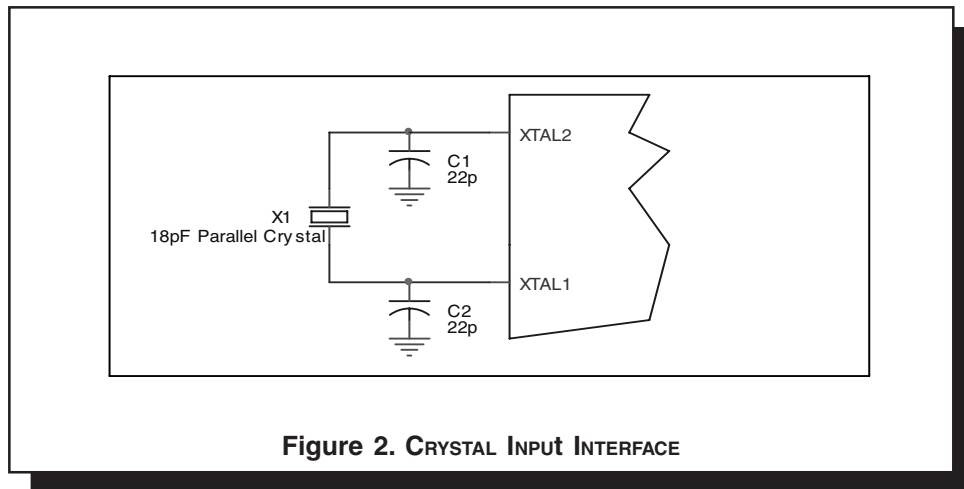 XTAL2
C1
22p
X1
18pF Parallel Crystal
XTAL1
C2
22p
Figure 2. CRYSTAL INPUT INTERFACE